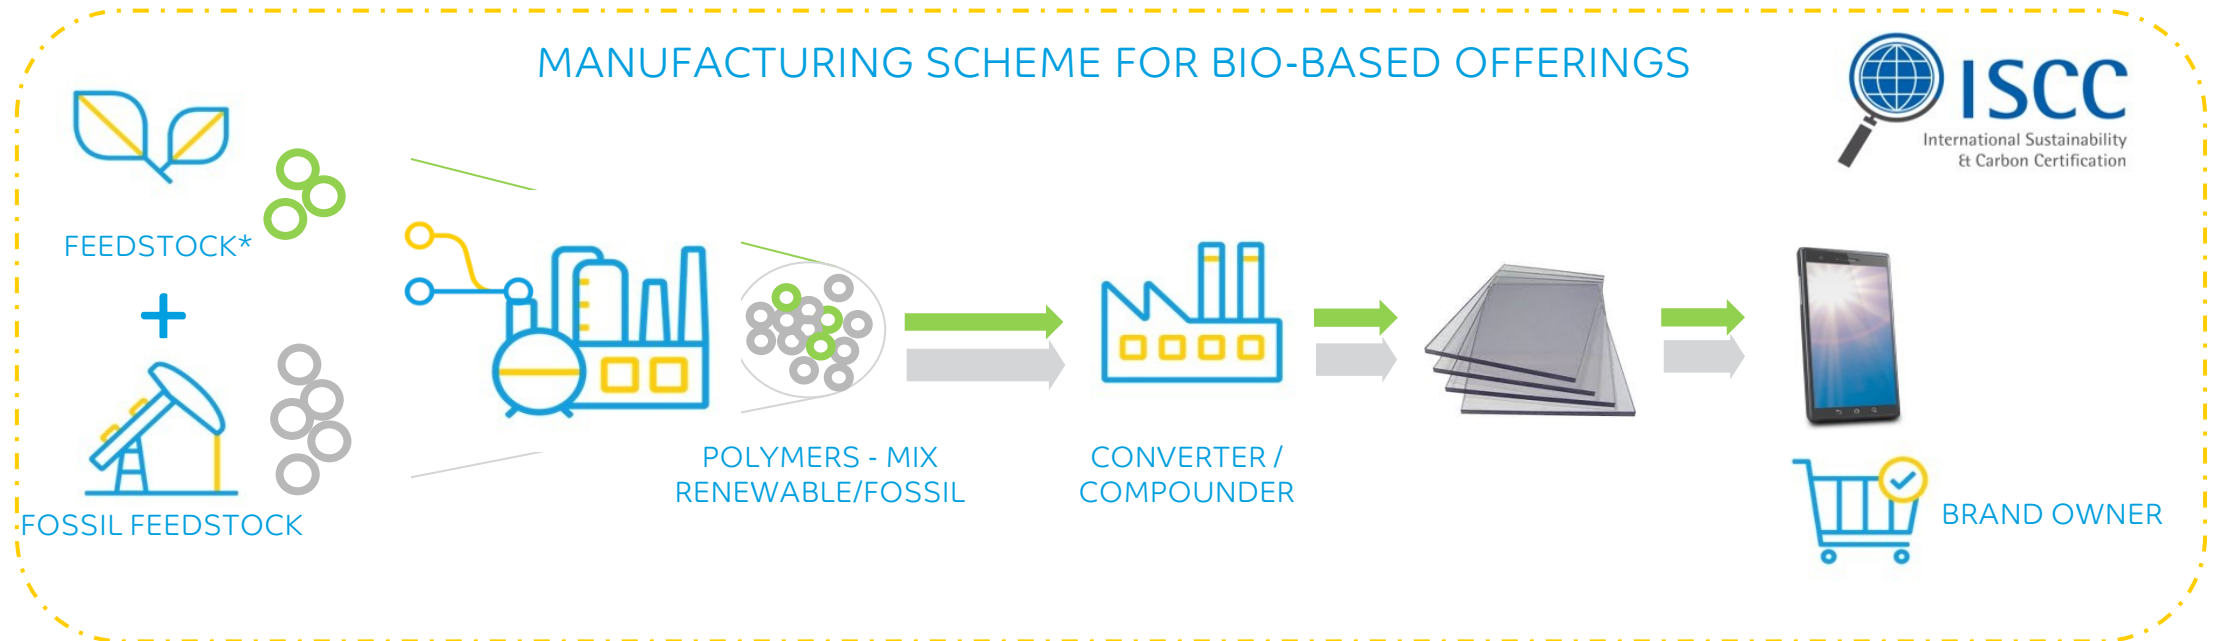 MANUFACTURING SCHEME FOR BIO-BASED OFFERINGS
ISCC
International Sustainability
& Carbon Certification
FEEDSTOCK*
+
FOSSIL FEEDSTOCK
POLYMERS - MIX
RENEWABLE/FOSSIL
CONVERTER /
COMPOUNDER
BRAND OWNER